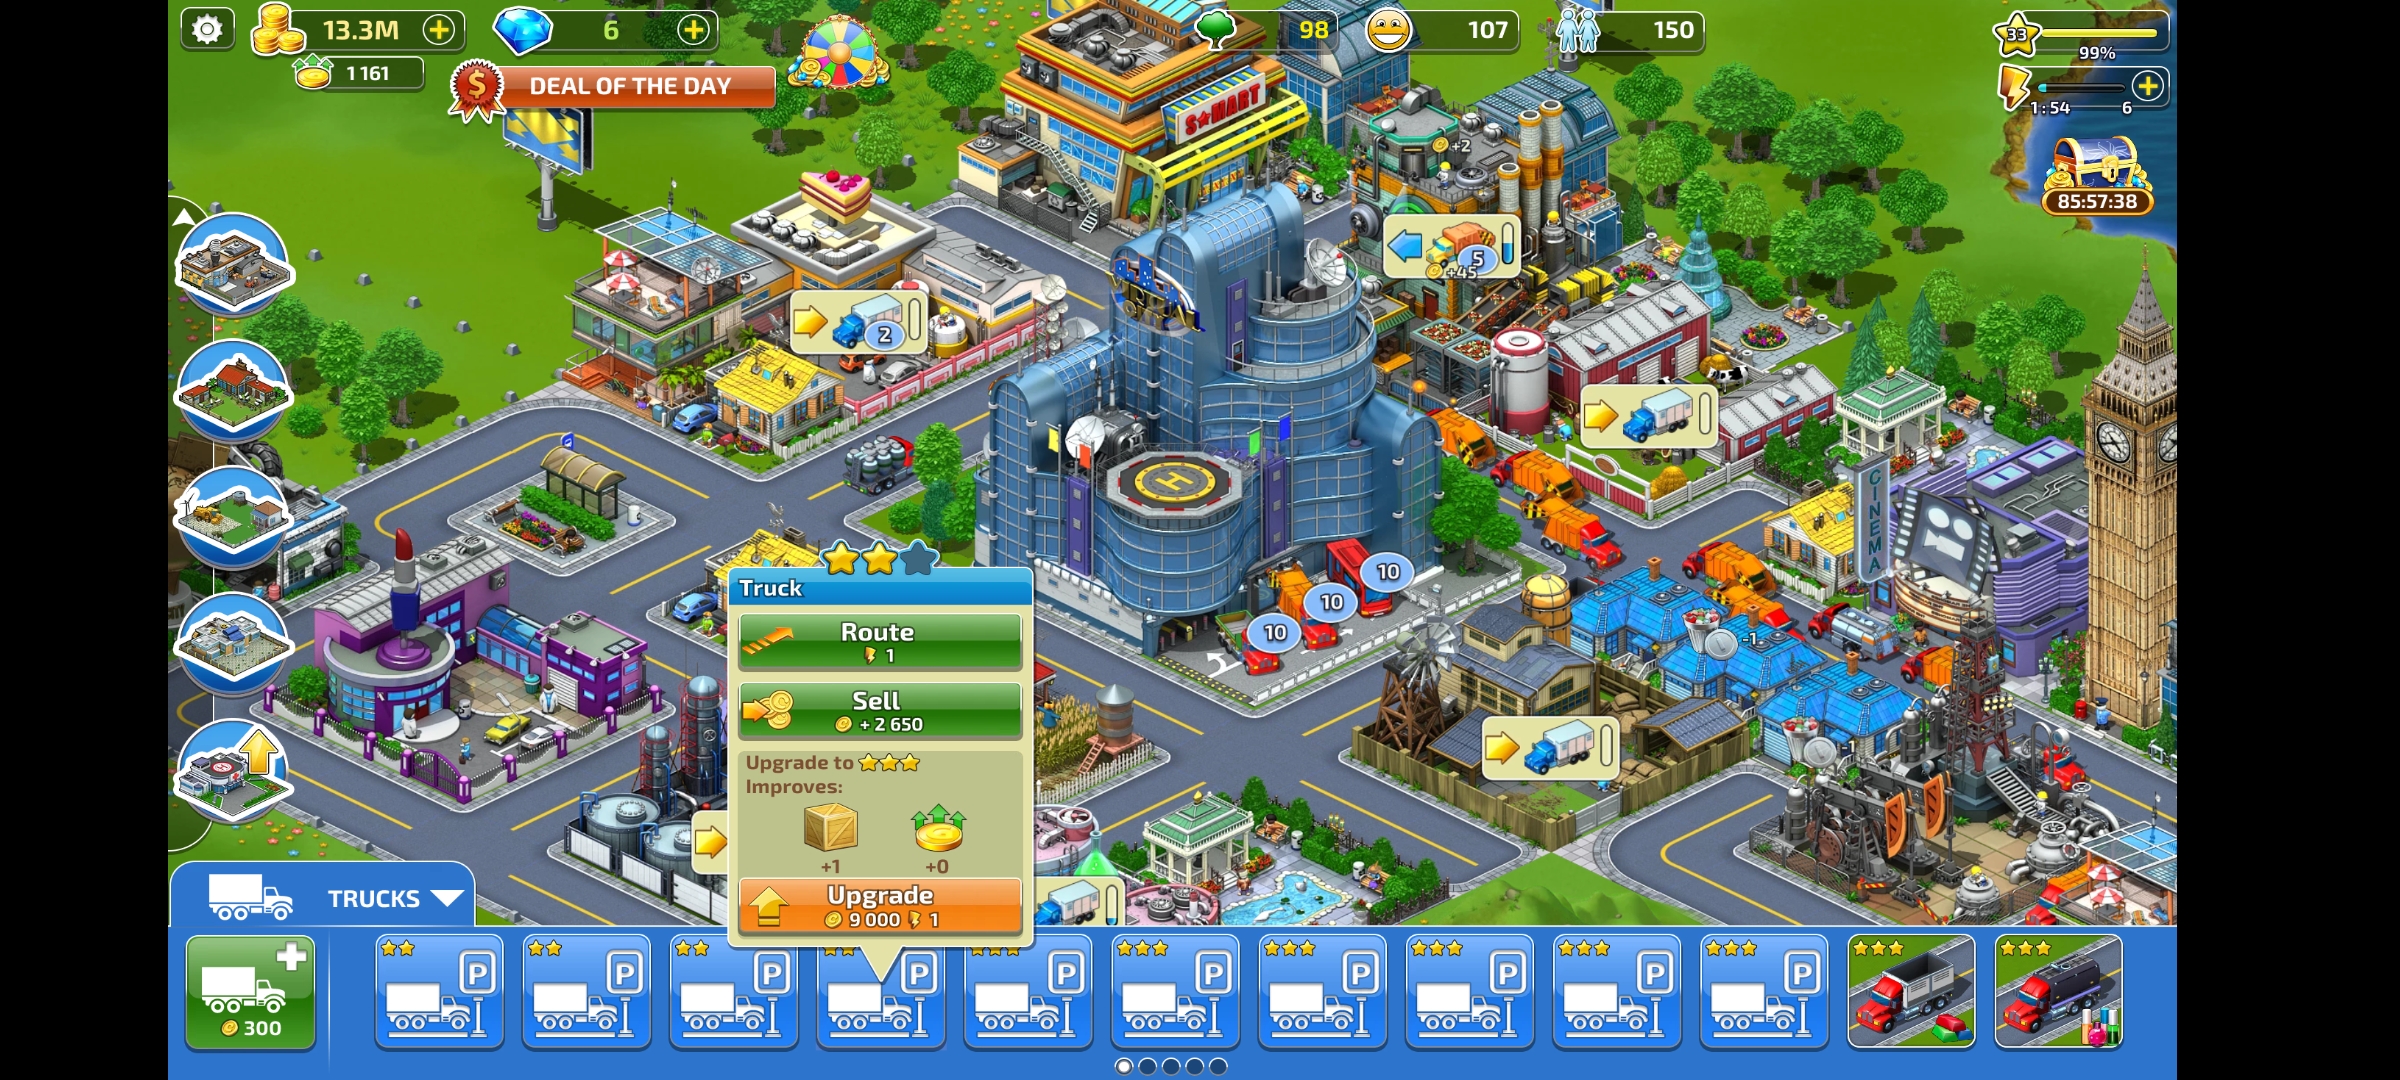 13.3M
6
98
107
150
33
99%
1 161
DEAL OF THE DAY
1:54
6
S★MART
+2
85:57:38
5
+45
2
CINEMA
10
10
10
-1
-1
H
Truck
Route
1
Sell
+2 650
Upgrade to
Improves:
+1
+0
Upgrade
9 000 1
TRUCKS
300
P
P
P
P
P
P
P
P
P
P